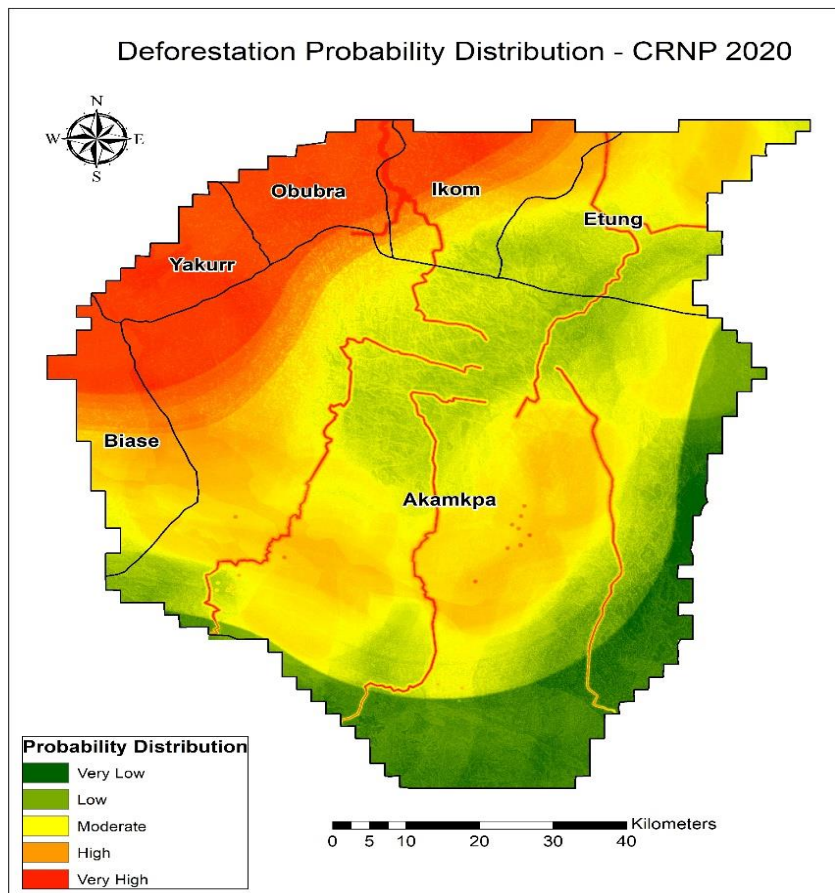 Deforestation Probability Distribution - CRNP 2020
N
W E
S
Obubra
Ikom
Etung
Yakurr
Biase
Akamkpa
Probability Distribution
Very Low
Low
Moderate
High
Very High
Kilometers
0 5 10 20 30 40